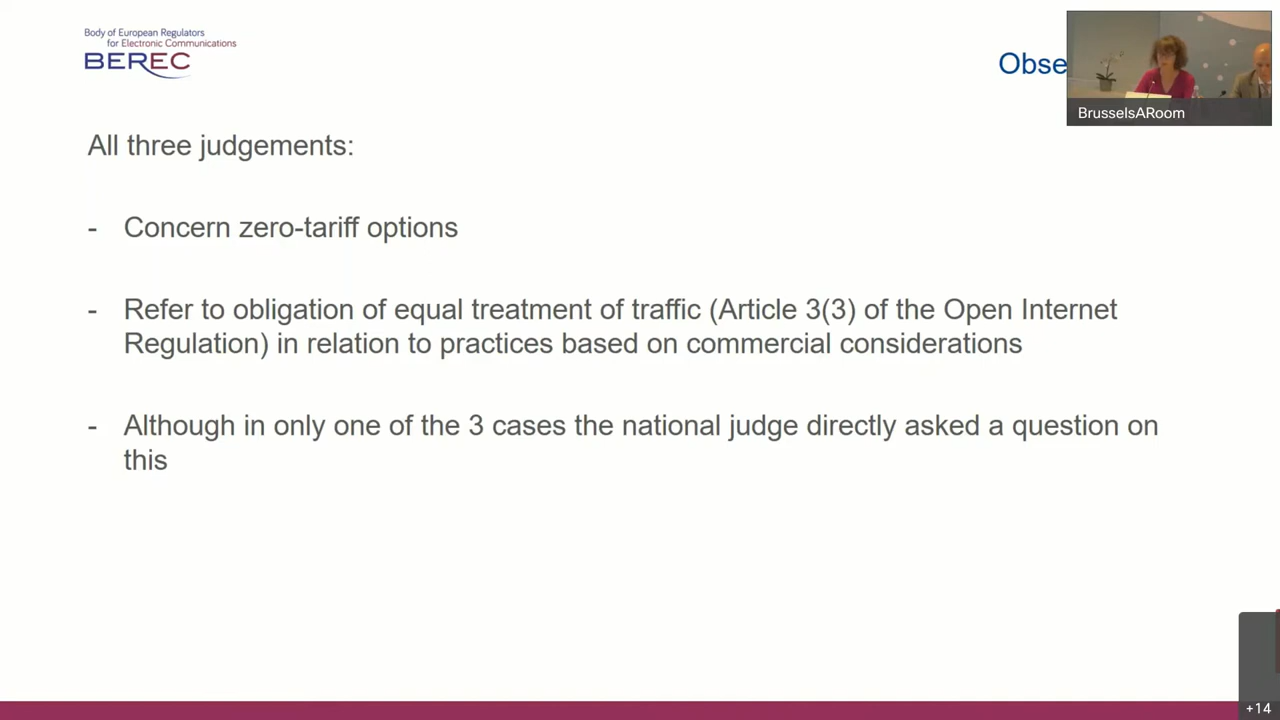 Body of European Regulators
for Electronic Communications
BEREC
BrusselsARoom
All three judgements:
- Concern zero-tariff options
- Refer to obligation of equal treatment of traffic (Article 3(3) of the Open Internet
Regulation) in relation to practices based on commercial considerations
- Although in only one of the 3 cases the national judge directly asked a question on
this
+14